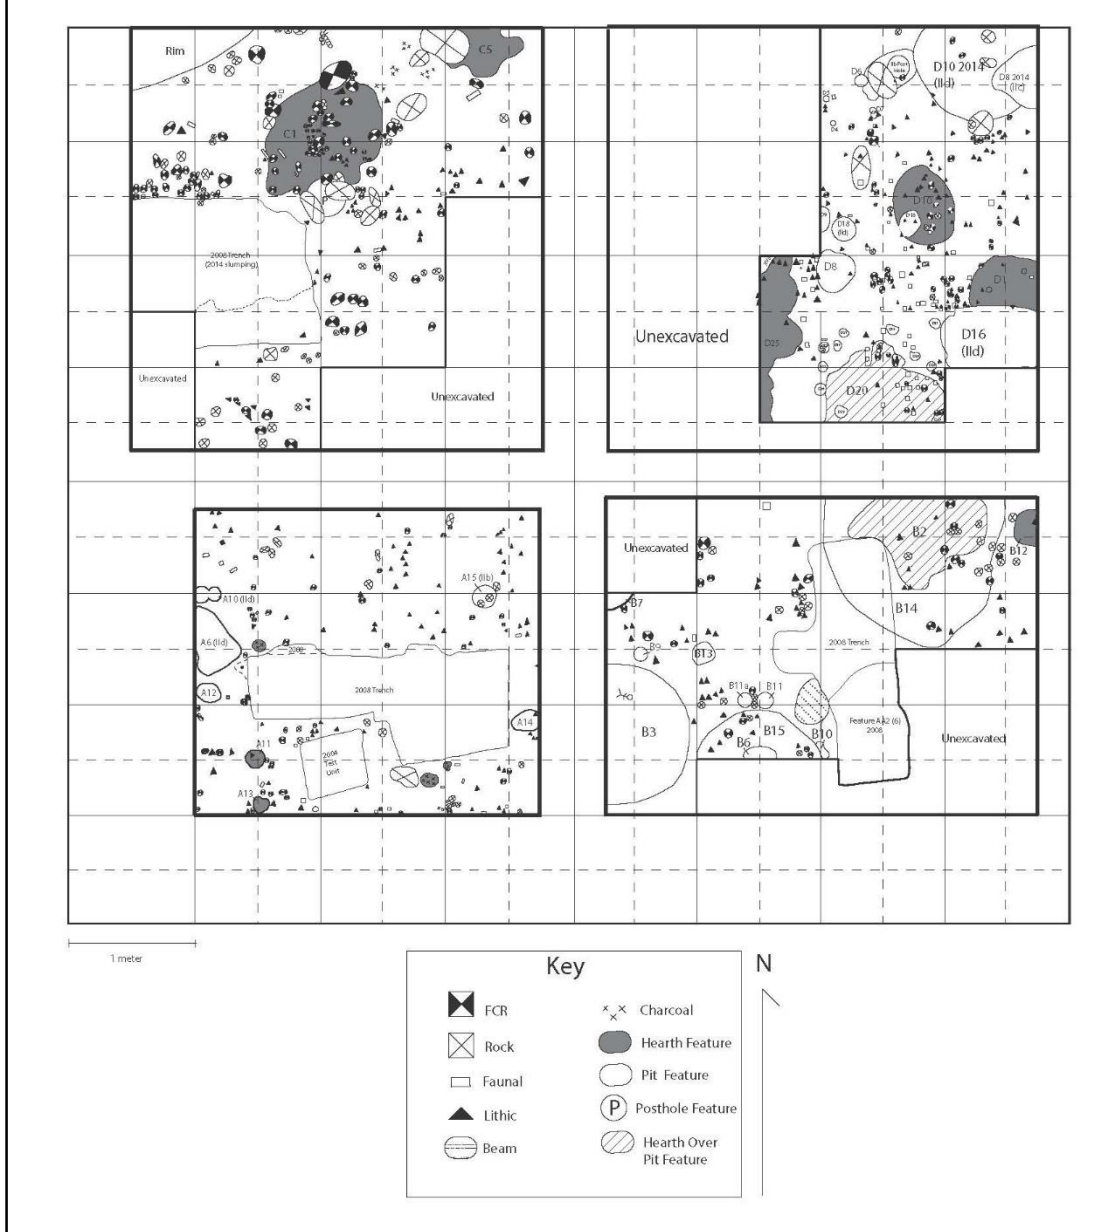 Rim
C5
C1
2008 Trench
(2014 slumping)
Unexcavated
Unexcavated
D10 2014
(IId)
D8 2014
D6
D18
(IId)
D8
D1
Unexcavated
D25
D16
(IId)
D20
A10 (IId)
A15 (IIb)
A6 (IId)
2008
A12
2008 Trench
A14
A11
2008
Test
Unit
A13
Unexcavated
B2
B12
B7
B14
B9
B13
2008 Trench
B11a
B11
B3
B15
B6
B10
Feature AA2 (6)
2008
Unexcavated
1 meter
Key
N
FCR
Charcoal
Rock
Hearth Feature
Faunal
Pit Feature
Lithic
P
Posthole Feature
Beam
Hearth Over
Pit Feature